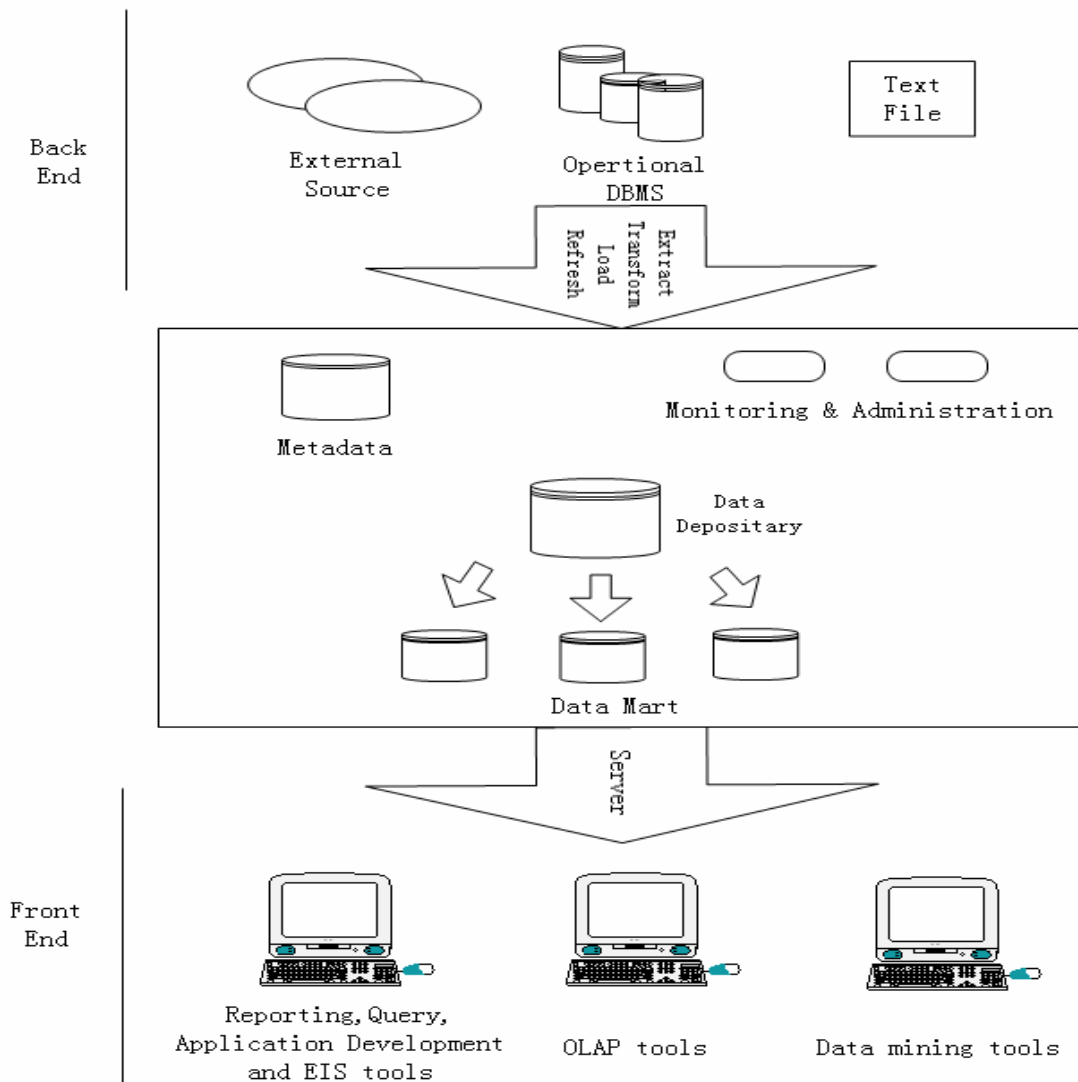 Text
File
Back
End
External
Source
Opertional
DBMS
Extract
Transform
Load
Refresh
Metadata
Monitoring & Administration
Data
Depositary
Data Mart
Server
Front
End
Reporting, Query,
Application Development
and EIS tools
OLAP tools
Data mining tools